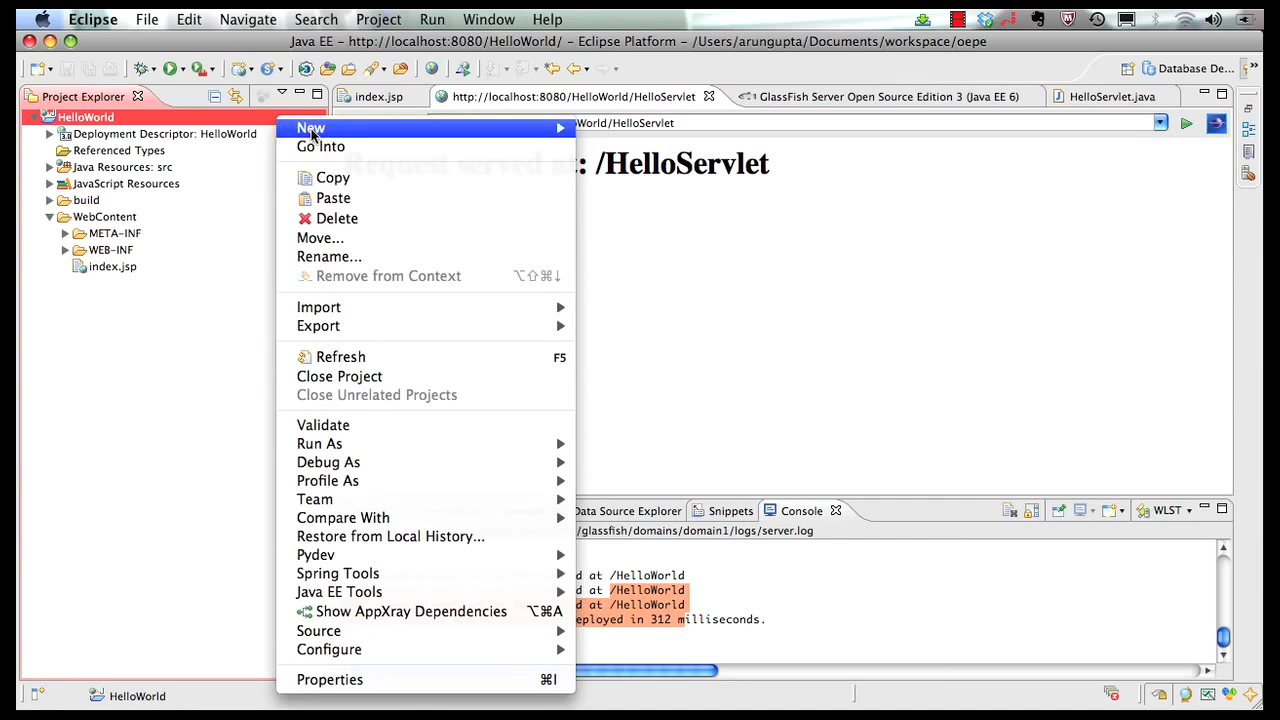 Eclipse File Edit Navigate Search Project Run Window Help
Java EE - http://localhost:8080/HelloWorld/ - Eclipse Platform - /Users/arungupta/Documents/workspace/oepe
Database De...
Project Explorer
index.jsp
http://localhost:8080/HelloWorld/HelloServlet
GlassFish Server Open Source Edition 3 (Java EE 6)
HelloServlet.java
HelloWorld
Deployment Descriptor: HelloWorld
Referenced Types
Java Resources: src
JavaScript Resources
build
WebContent
META-INF
WEB-INF
index.jsp
New
Go Into
Copy
Paste
Delete
Move...
Rename...
Remove from Context ⌥⇧⌘↓
Import
Export
Refresh F5
Close Project
Close Unrelated Projects
Validate
Run As
Debug As
Profile As
Team
Compare With
Restore from Local History...
Pydev
Spring Tools
Java EE Tools
Show AppXray Dependencies ⌥⌘A
Source
Configure
Properties ⌘I
oWorld/HelloServlet
Request served at: /HelloServlet
Data Source Explorer
Snippets
Console
WLST
/glassfish/domains/domain1/logs/server.log
d at /HelloWorld
d at /HelloWorld
d at /HelloWorld
eployed in 312 milliseconds.
HelloWorld